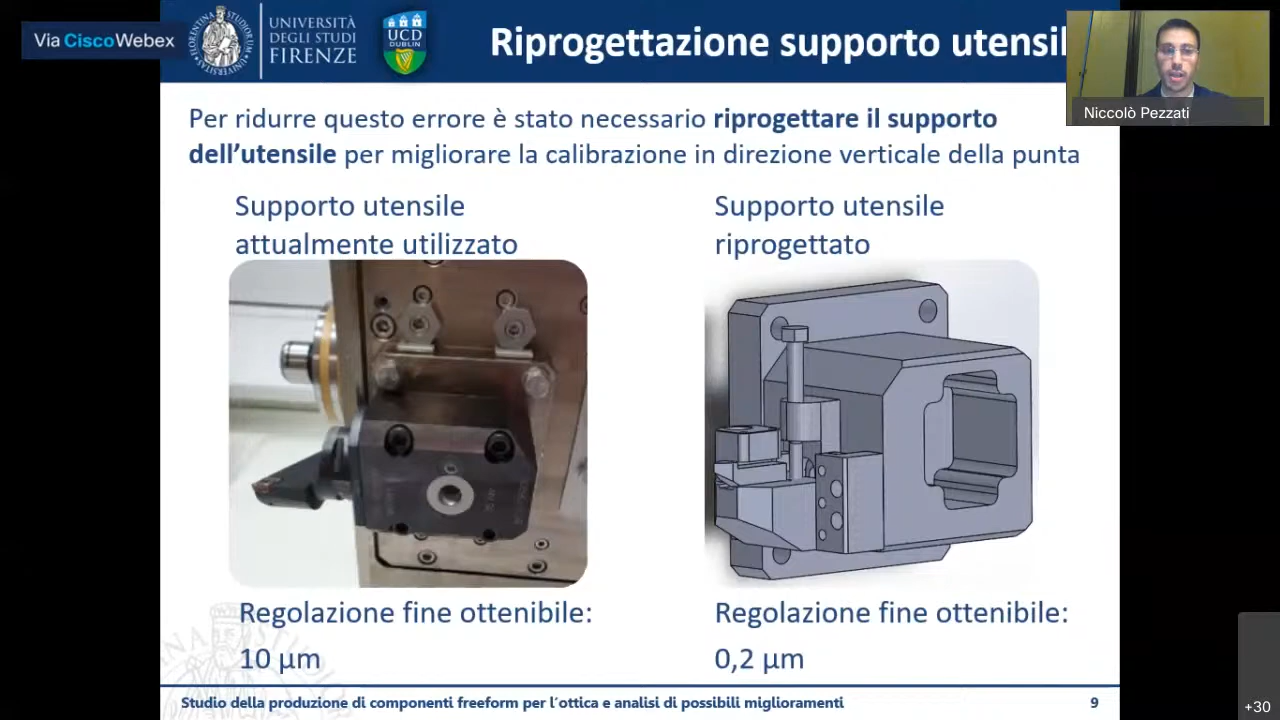 Via Cisco Webex
UNIVERSITÀ
DEGLI STUDI
FIRENZE
UCD
DUBLIN
Riprogettazione supporto utensil
Niccolò Pezzati
Per ridurre questo errore è stato necessario riprogettare il supporto
dell'utensile per migliorare la calibrazione in direzione verticale della punta
Supporto utensile
attualmente utilizzato
Supporto utensile
riprogettato
Regolazione fine ottenibile:
10 µm
Regolazione fine ottenibile:
0,2 µm
Studio della produzione di componenti freeform per l'ottica e analisi di possibili miglioramenti
9
+30